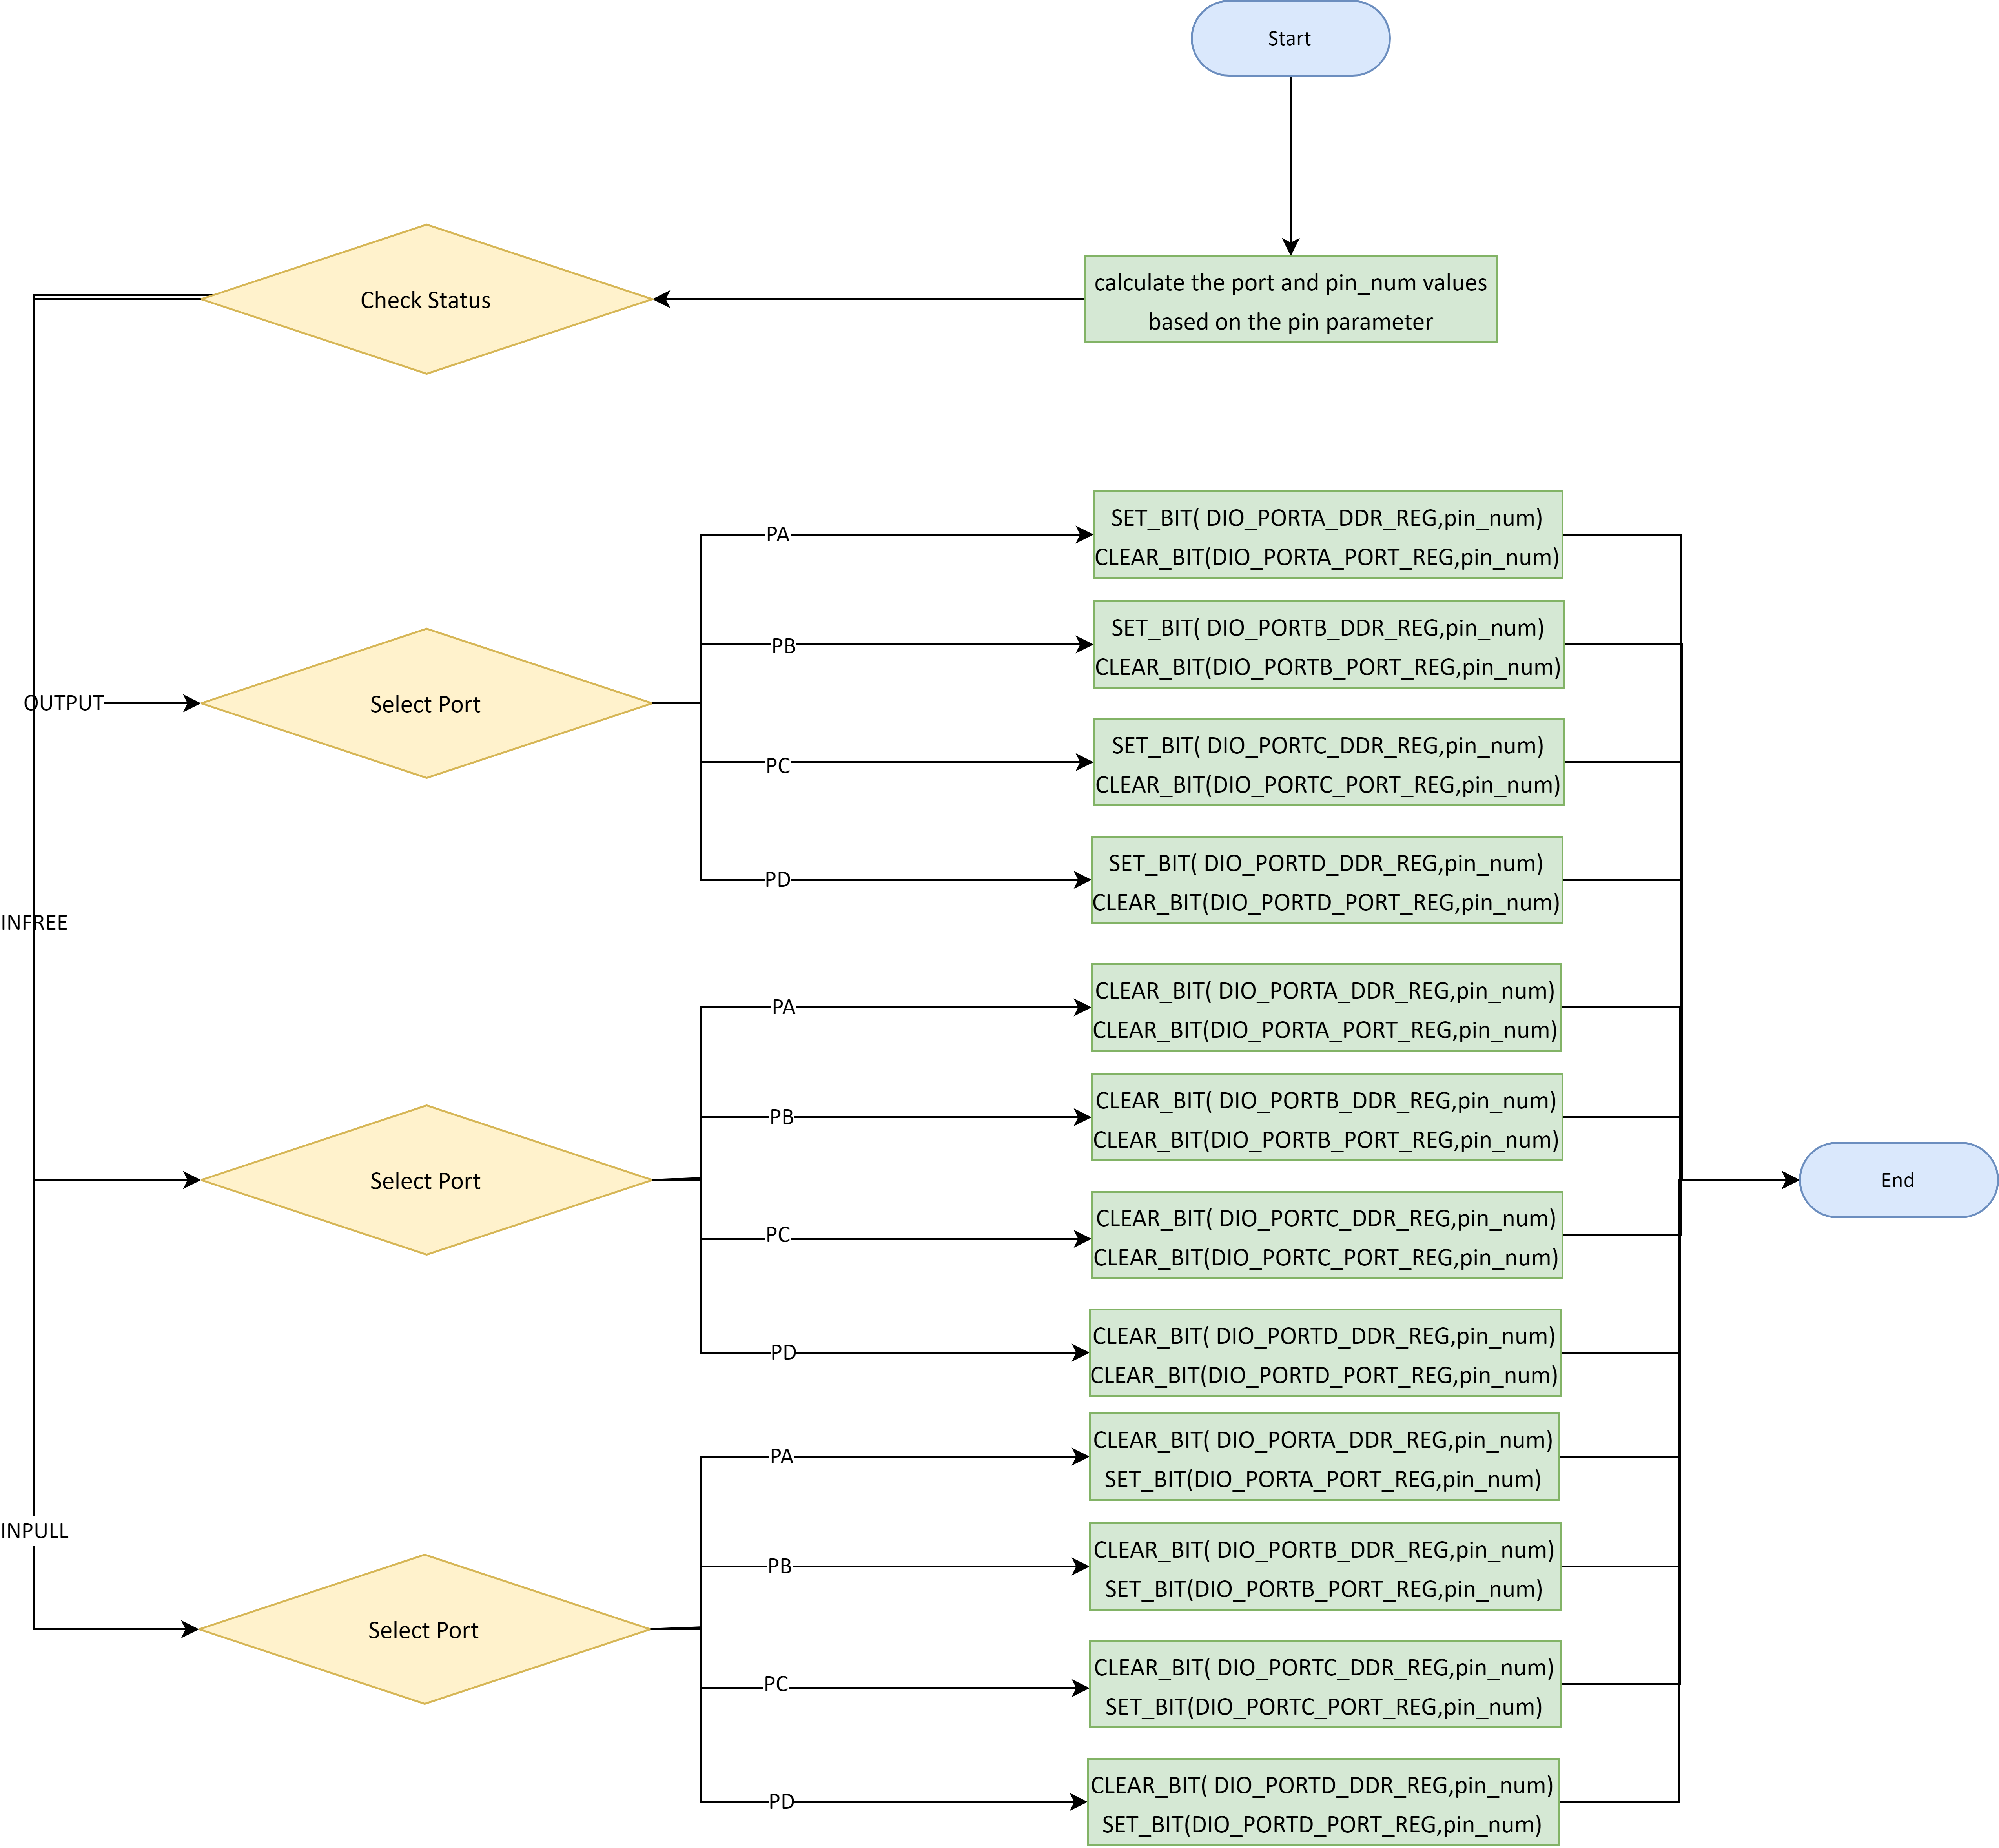 Start
calculate the port and pin_num values
based on the pin parameter
Check Status
OUTPUT
Select Port
PA
SET_BIT( DIO_PORTA_DDR_REG,pin_num)
CLEAR_BIT(DIO_PORTA_PORT_REG,pin_num)
PB
SET_BIT( DIO_PORTB_DDR_REG,pin_num)
CLEAR_BIT(DIO_PORTB_PORT_REG,pin_num)
PC
SET_BIT( DIO_PORTC_DDR_REG,pin_num)
CLEAR_BIT(DIO_PORTC_PORT_REG,pin_num)
PD
SET_BIT( DIO_PORTD_DDR_REG,pin_num)
CLEAR_BIT(DIO_PORTD_PORT_REG,pin_num)
INFREE
Select Port
PA
CLEAR_BIT( DIO_PORTA_DDR_REG,pin_num)
CLEAR_BIT(DIO_PORTA_PORT_REG,pin_num)
PB
CLEAR_BIT( DIO_PORTB_DDR_REG,pin_num)
CLEAR_BIT(DIO_PORTB_PORT_REG,pin_num)
PC
CLEAR_BIT( DIO_PORTC_DDR_REG,pin_num)
CLEAR_BIT(DIO_PORTC_PORT_REG,pin_num)
PD
CLEAR_BIT( DIO_PORTD_DDR_REG,pin_num)
CLEAR_BIT(DIO_PORTD_PORT_REG,pin_num)
End
INPULL
Select Port
PA
CLEAR_BIT( DIO_PORTA_DDR_REG,pin_num)
SET_BIT(DIO_PORTA_PORT_REG,pin_num)
PB
CLEAR_BIT( DIO_PORTB_DDR_REG,pin_num)
SET_BIT(DIO_PORTB_PORT_REG,pin_num)
PC
CLEAR_BIT( DIO_PORTC_DDR_REG,pin_num)
SET_BIT(DIO_PORTC_PORT_REG,pin_num)
PD
CLEAR_BIT( DIO_PORTD_DDR_REG,pin_num)
SET_BIT(DIO_PORTD_PORT_REG,pin_num)